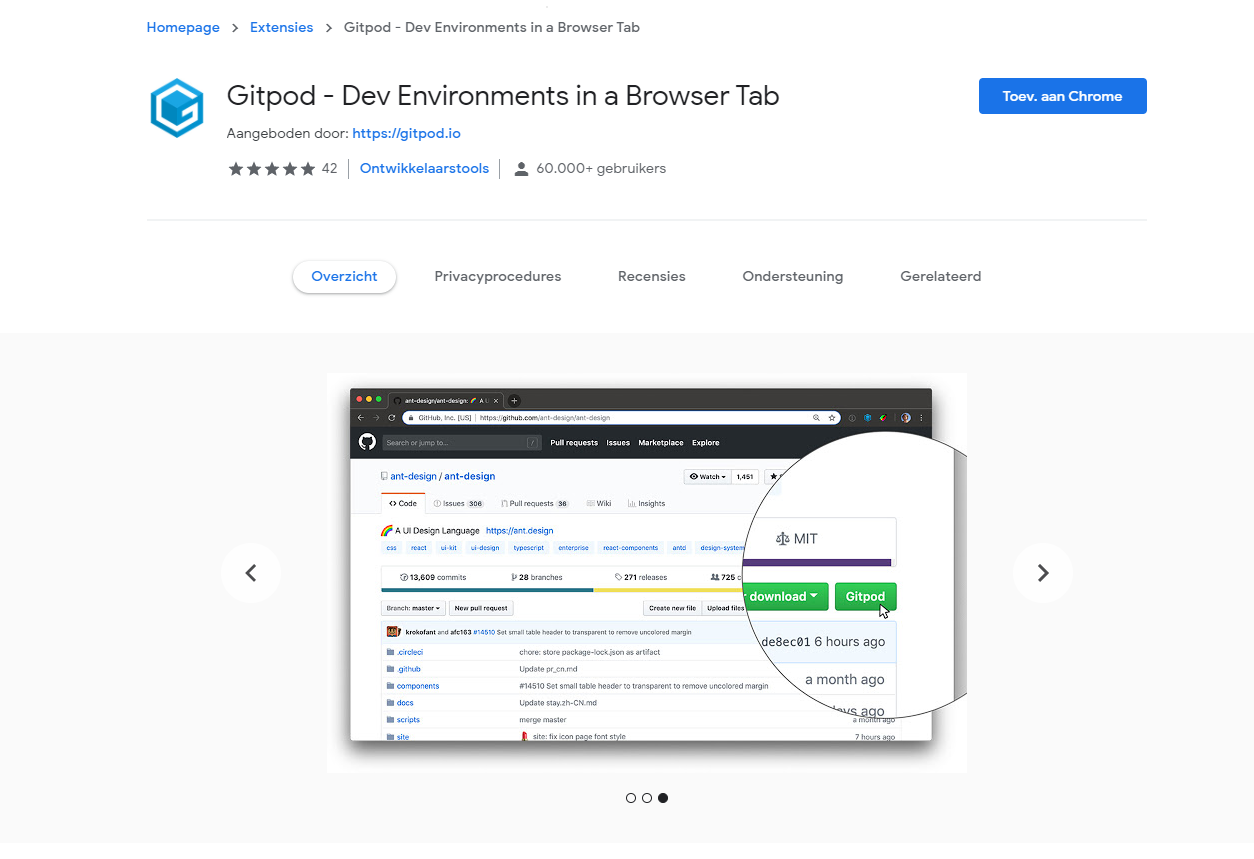 Homepage > Extensies > Gitpod - Dev Environments in a Browser Tab
Gitpod - Dev Environments in a Browser Tab
Toev. aan Chrome
Aangeboden door: https://gitpod.io
42 Ontwikkelaarstools 60.000+ gebruikers
Overzicht Privacyprocedures Recensies Ondersteuning Gerelateerd
ant-design/ant-design: A U
GitHub, Inc. [US] https://github.com/ant-design/ant-design
Search or jump to... / Pull requests Issues Marketplace Explore
ant-design / ant-design Watch 1,451
Code Issues 306 Pull requests 36 Wiki Insights
A UI Design Language https://ant.design
css react ui-kit ui-design typescript enterprise react-components antd design-system
MIT
13,609 commits 28 branches 271 releases 725 c
download Gitpod
Branch: master New pull request Create new file Upload files
krokofant and afc163 #14510 Set small table header to transparent to remove uncolored margin
de8ec01 6 hours ago
.circleci chore: store package-lock.json as artifact
.github Update pr_cn.md
a month ago
components #14510 Set small table header to transparent to remove uncolored margin
docs Update stay.zh-CN.md
days ago
scripts merge master a month ago
site site: fix icon page font style 7 hours ago